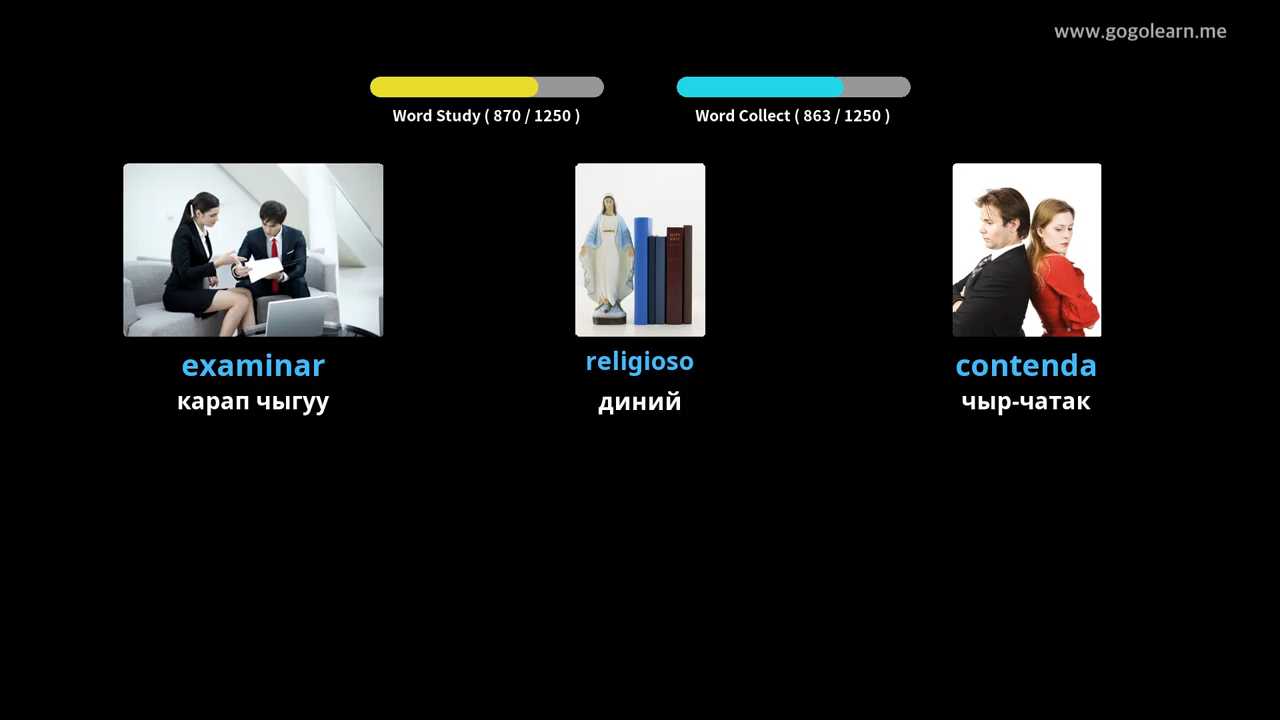 www.gogolearn.me
Word Study ( 870 / 1250 )
Word Collect ( 863 / 1250 )
examinar
карап чыгуу
religioso
диний
contenda
чыр-чатак